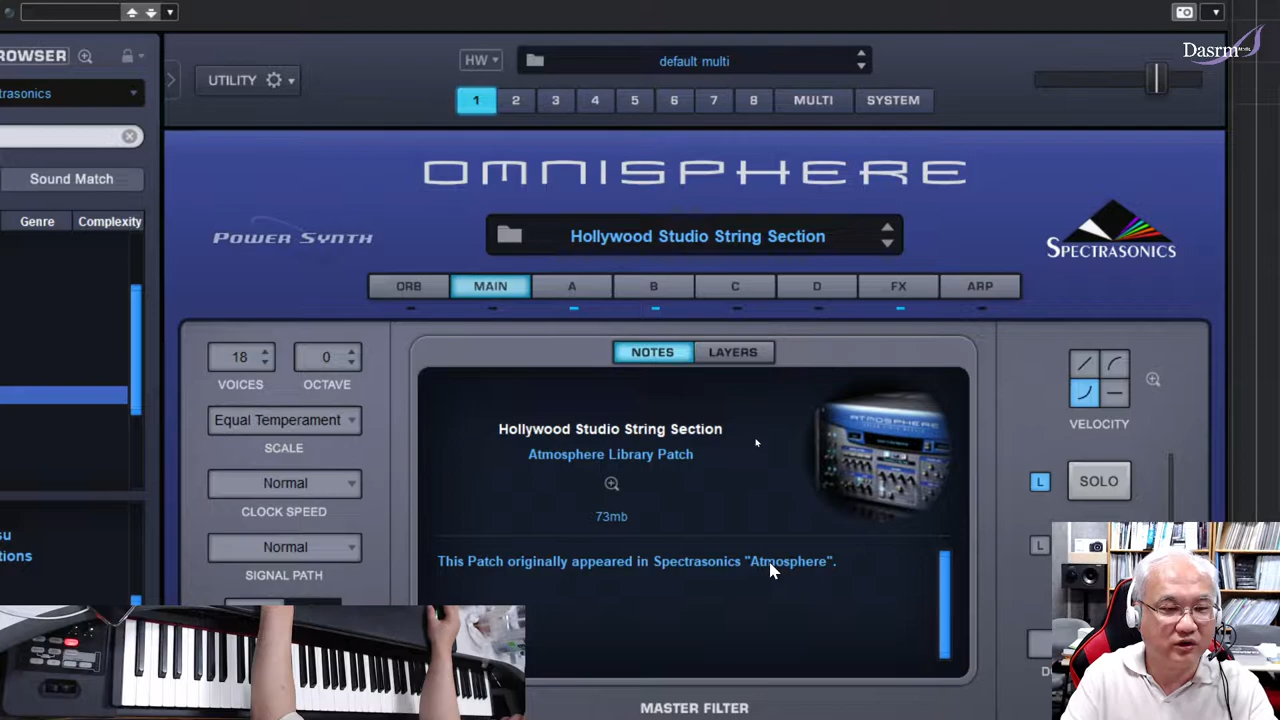 Dasrm
ROWSER
trasonics
Sound Match
Genre Complexity
su
tions
UTILITY
HW
default multi
1 2 3 4 5 6 7 8 MULTI SYSTEM
OMNISPHERE
POWER SYNTH
Hollywood Studio String Section
SPECTRASONICS
ORB MAIN A B C D FX ARP
18 0
VOICES OCTAVE
Equal Temperament
SCALE
Normal
CLOCK SPEED
Normal
SIGNAL PATH
NOTES LAYERS
Hollywood Studio String Section
Atmosphere Library Patch
73mb
This Patch originally appeared in Spectrasonics "Atmosphere".
ATMOSPHERE
VELOCITY
L SOLO
L
D
MASTER FILTER